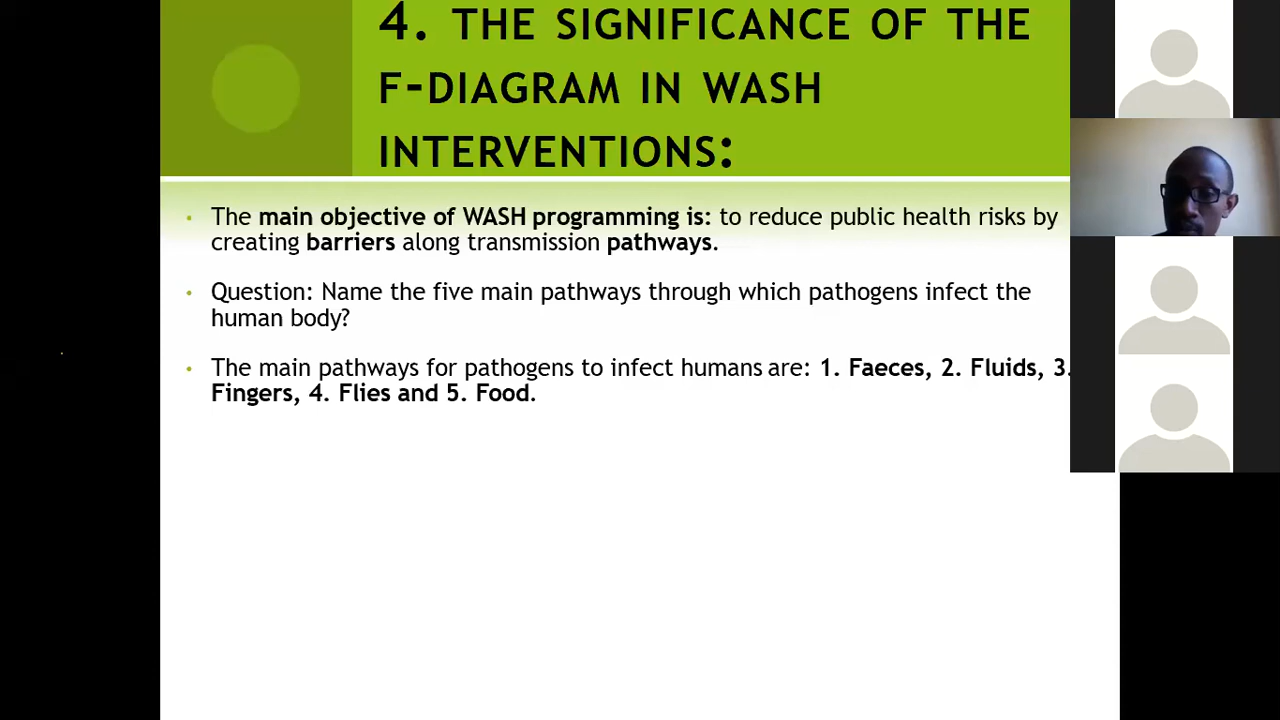 4. THE SIGNIFICANCE OF THE
F-DIAGRAM IN WASH
INTERVENTIONS:
• The main objective of WASH programming is: to reduce public health risks by
creating barriers along transmission pathways.
• Question: Name the five main pathways through which pathogens infect the
human body?
• The main pathways for pathogens to infect humans are: 1. Faeces, 2. Fluids, 3.
Fingers, 4. Flies and 5. Food.